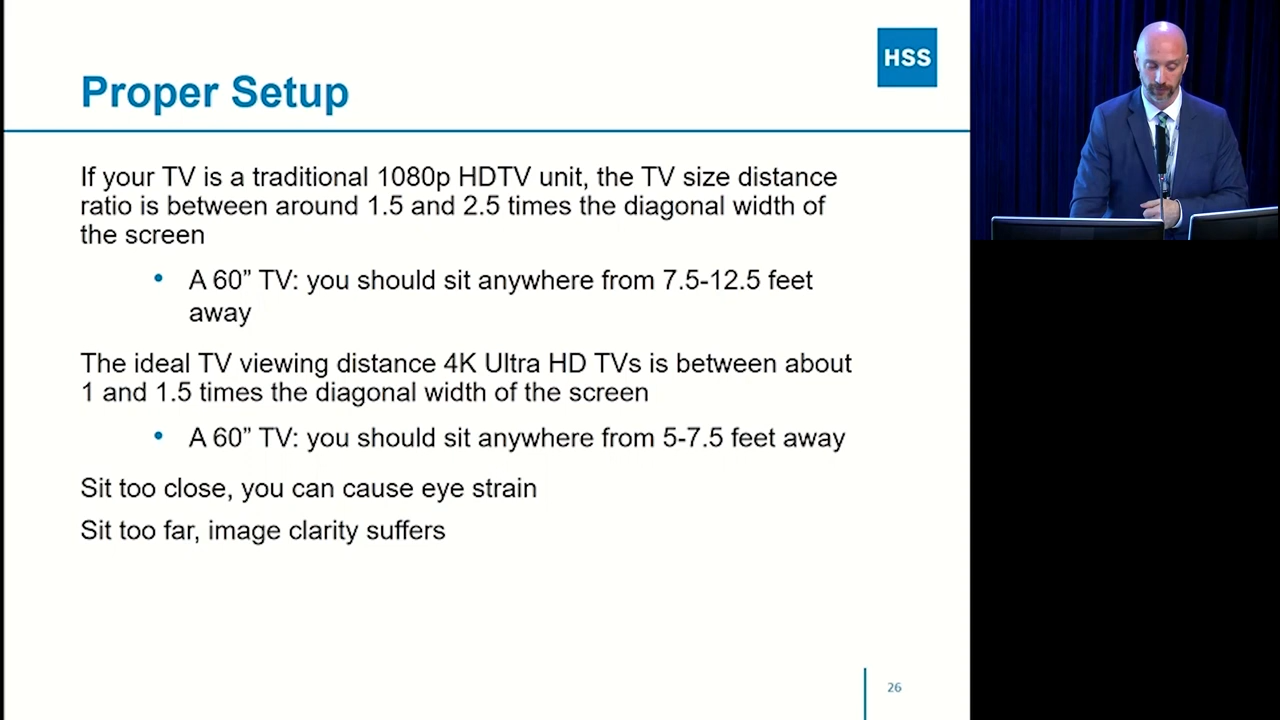 HSS
Proper Setup
If your TV is a traditional 1080p HDTV unit, the TV size distance
ratio is between around 1.5 and 2.5 times the diagonal width of
the screen
• A 60” TV: you should sit anywhere from 7.5-12.5 feet
away
The ideal TV viewing distance 4K Ultra HD TVs is between about
1 and 1.5 times the diagonal width of the screen
• A 60” TV: you should sit anywhere from 5-7.5 feet away
Sit too close, you can cause eye strain
Sit too far, image clarity suffers
26